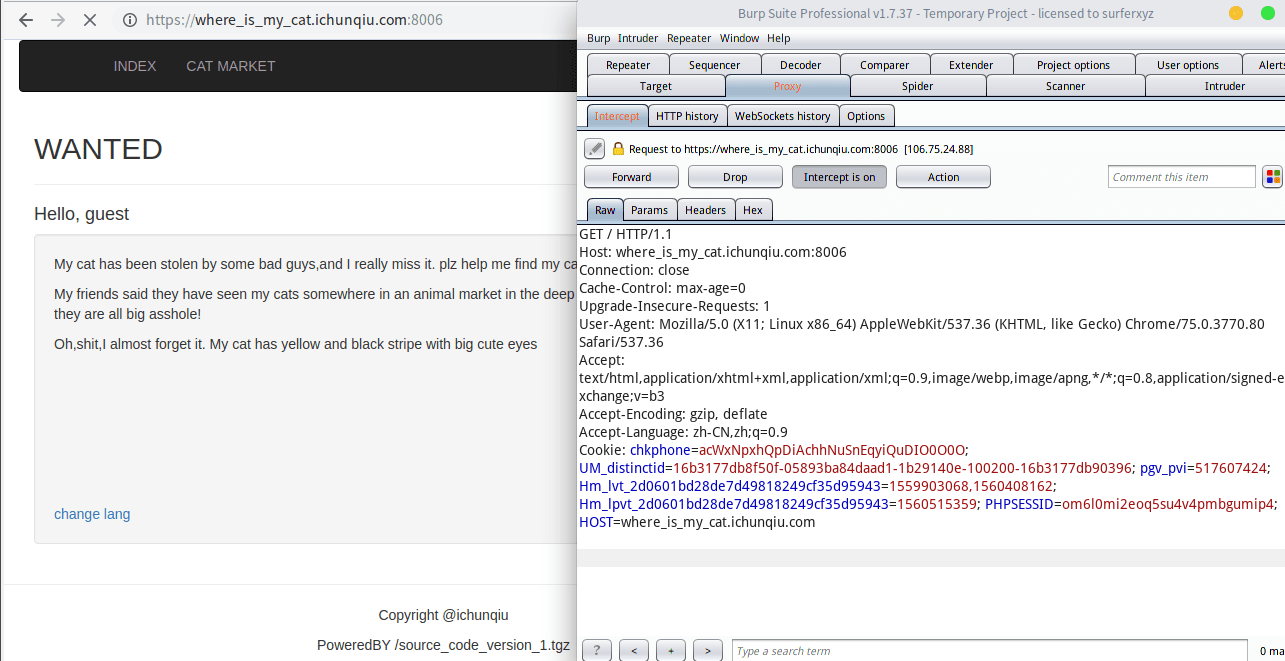 https://where_is_my_cat.ichunqiu.com:8006
INDEX CAT MARKET
WANTED
Hello, guest
My cat has been stolen by some bad guys,and I really miss it. plz help me find my ca
My friends said they have seen my cats somewhere in an animal market in the deep
they are all big asshole!
Oh,shit,I almost forget it. My cat has yellow and black stripe with big cute eyes
change lang
Copyright @ichunqiu
PoweredBY /source_code_version_1.tgz
Burp Suite Professional v1.7.37 - Temporary Project - licensed to surferxyz
Burp Intruder Repeater Window Help
Repeater Sequencer Decoder Comparer Extender Project options User options Alerts
Target Proxy Spider Scanner Intruder
Intercept HTTP history WebSockets history Options
Request to https://where_is_my_cat.ichunqiu.com:8006 [106.75.24.88]
Forward Drop Intercept is on Action Comment this item
Raw Params Headers Hex
GET / HTTP/1.1
Host: where_is_my_cat.ichunqiu.com:8006
Connection: close
Cache-Control: max-age=0
Upgrade-Insecure-Requests: 1
User-Agent: Mozilla/5.0 (X11; Linux x86_64) AppleWebKit/537.36 (KHTML, like Gecko) Chrome/75.0.3770.80
Safari/537.36
Accept:
text/html,application/xhtml+xml,application/xml;q=0.9,image/webp,image/apng,*/*;q=0.8,application/signed-e
xchange;v=b3
Accept-Encoding: gzip, deflate
Accept-Language: zh-CN,zh;q=0.9
Cookie: chkphone=acWxNpxhQpDiAchhNuSnEqyiQuDIO0O0O;
UM_distinctid=16b3177db8f50f-05893ba84daad1-1b29140e-100200-16b3177db90396; pgv_pvi=517607424;
Hm_lvt_2d0601bd28de7d49818249cf35d95943=1559903068,1560408162;
Hm_lpvt_2d0601bd28de7d49818249cf35d95943=1560515359; PHPSESSID=om6l0mi2eoq5su4v4pmbgumip4;
HOST=where_is_my_cat.ichunqiu.com
? < + > Type a search term 0 ma